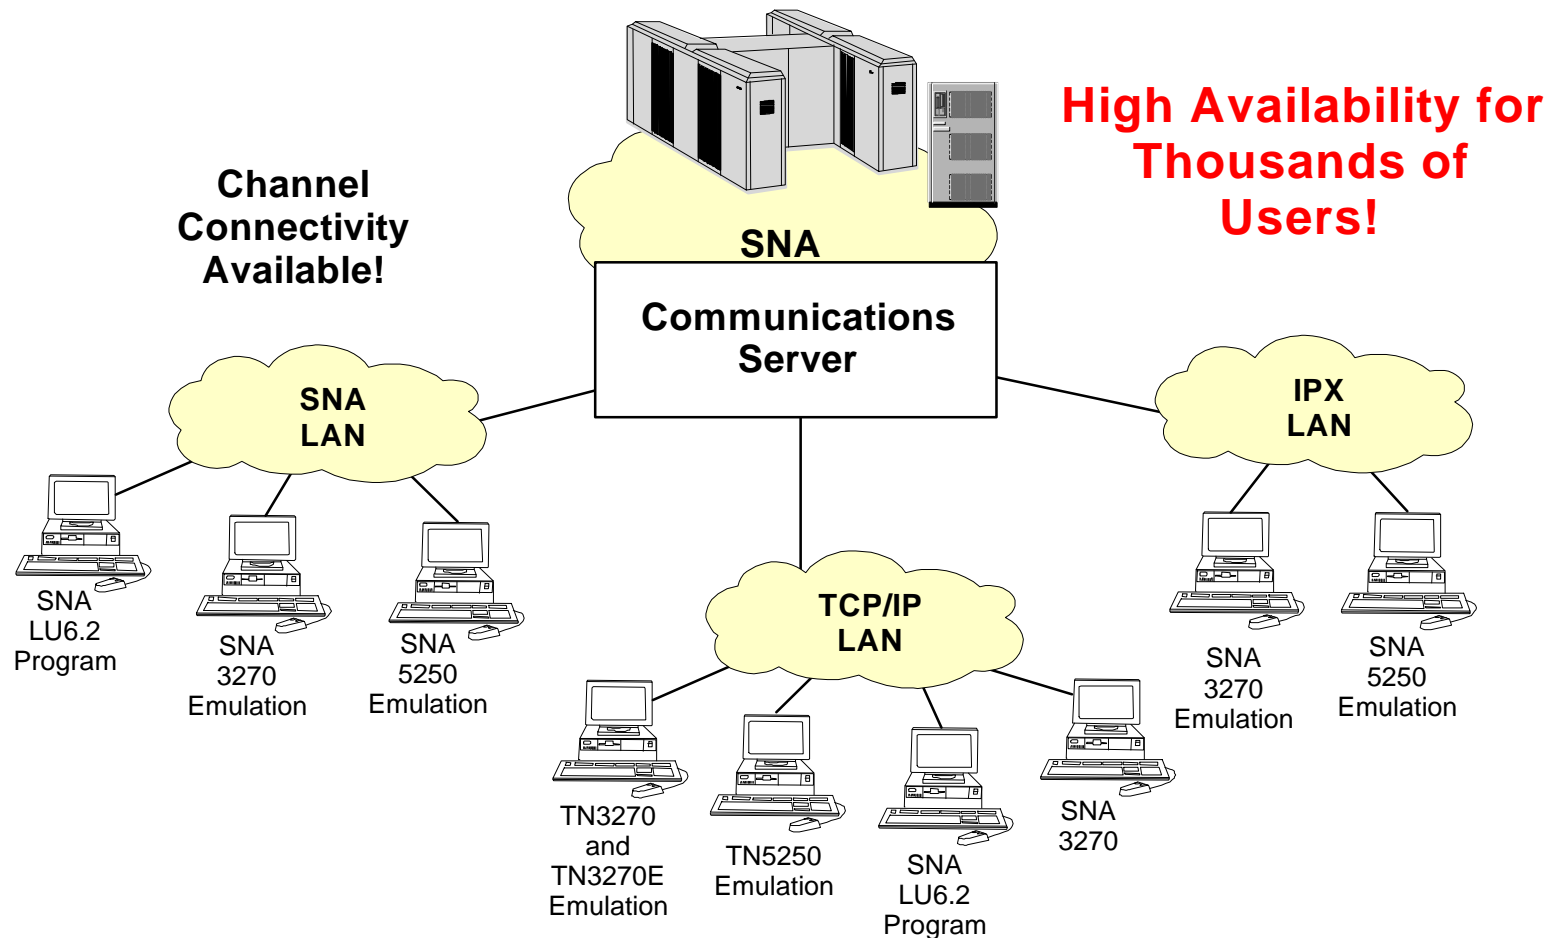 High Availability for
Thousands of
Users!
Channel
Connectivity
Available!
SNA
Communications
Server
SNA
LAN
IPX
LAN
TCP/IP
LAN
SNA
LU6.2
Program
SNA
3270
Emulation
SNA
5250
Emulation
SNA
3270
Emulation
SNA
5250
Emulation
TN3270
and
TN3270E
Emulation
TN5250
Emulation
SNA
LU6.2
Program
SNA
3270